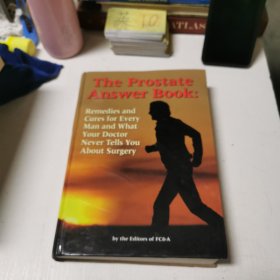 ATLAS
The Prostate
Answer Book:
Remedies and
Cures for Every
Man and What
Your Doctor
Never Tells You
About Surgery
by the Editors of FC&A